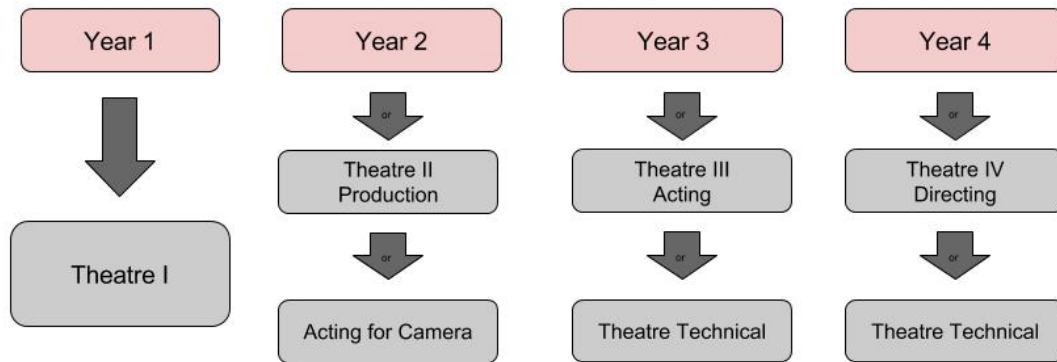 Year 1
Year 2
Year 3
Year 4
or
or
or
Theatre II
Production
Theatre III
Acting
Theatre IV
Directing
Theatre I
or
or
or
Acting for Camera
Theatre Technical
Theatre Technical